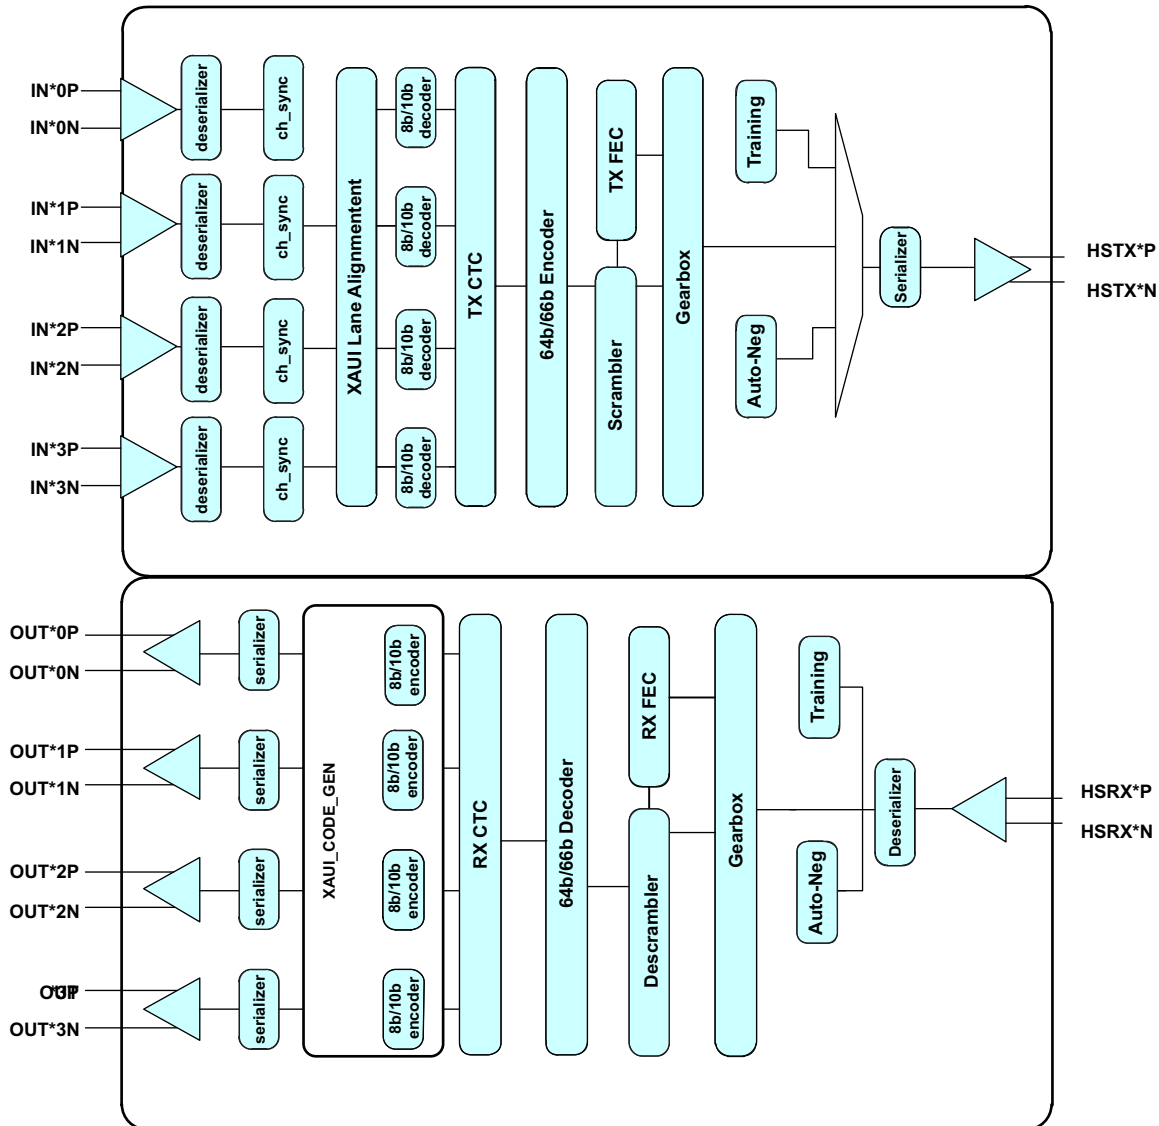 IN*0P
IN*0N
deserializer
ch_sync
8b/10b
decoder
IN*1P
IN*1N
deserializer
ch_sync
8b/10b
decoder
IN*2P
IN*2N
deserializer
ch_sync
8b/10b
decoder
IN*3P
IN*3N
deserializer
ch_sync
8b/10b
decoder
XAUI Lane Alignmentent
TX CTC
64b/66b Encoder
TX FEC
Scrambler
Gearbox
Training
Auto-Neg
Serializer
HSTX*P
HSTX*N
OUT*0P
OUT*0N
serializer
8b/10b
encoder
OUT*1P
OUT*1N
serializer
8b/10b
encoder
OUT*2P
OUT*2N
serializer
8b/10b
encoder
OUT*3N
serializer
8b/10b
encoder
XAUI_CODE_GEN
RX CTC
64b/66b Decoder
RX FEC
Descrambler
Gearbox
Training
Auto-Neg
Deserializer
HSRX*P
HSRX*N